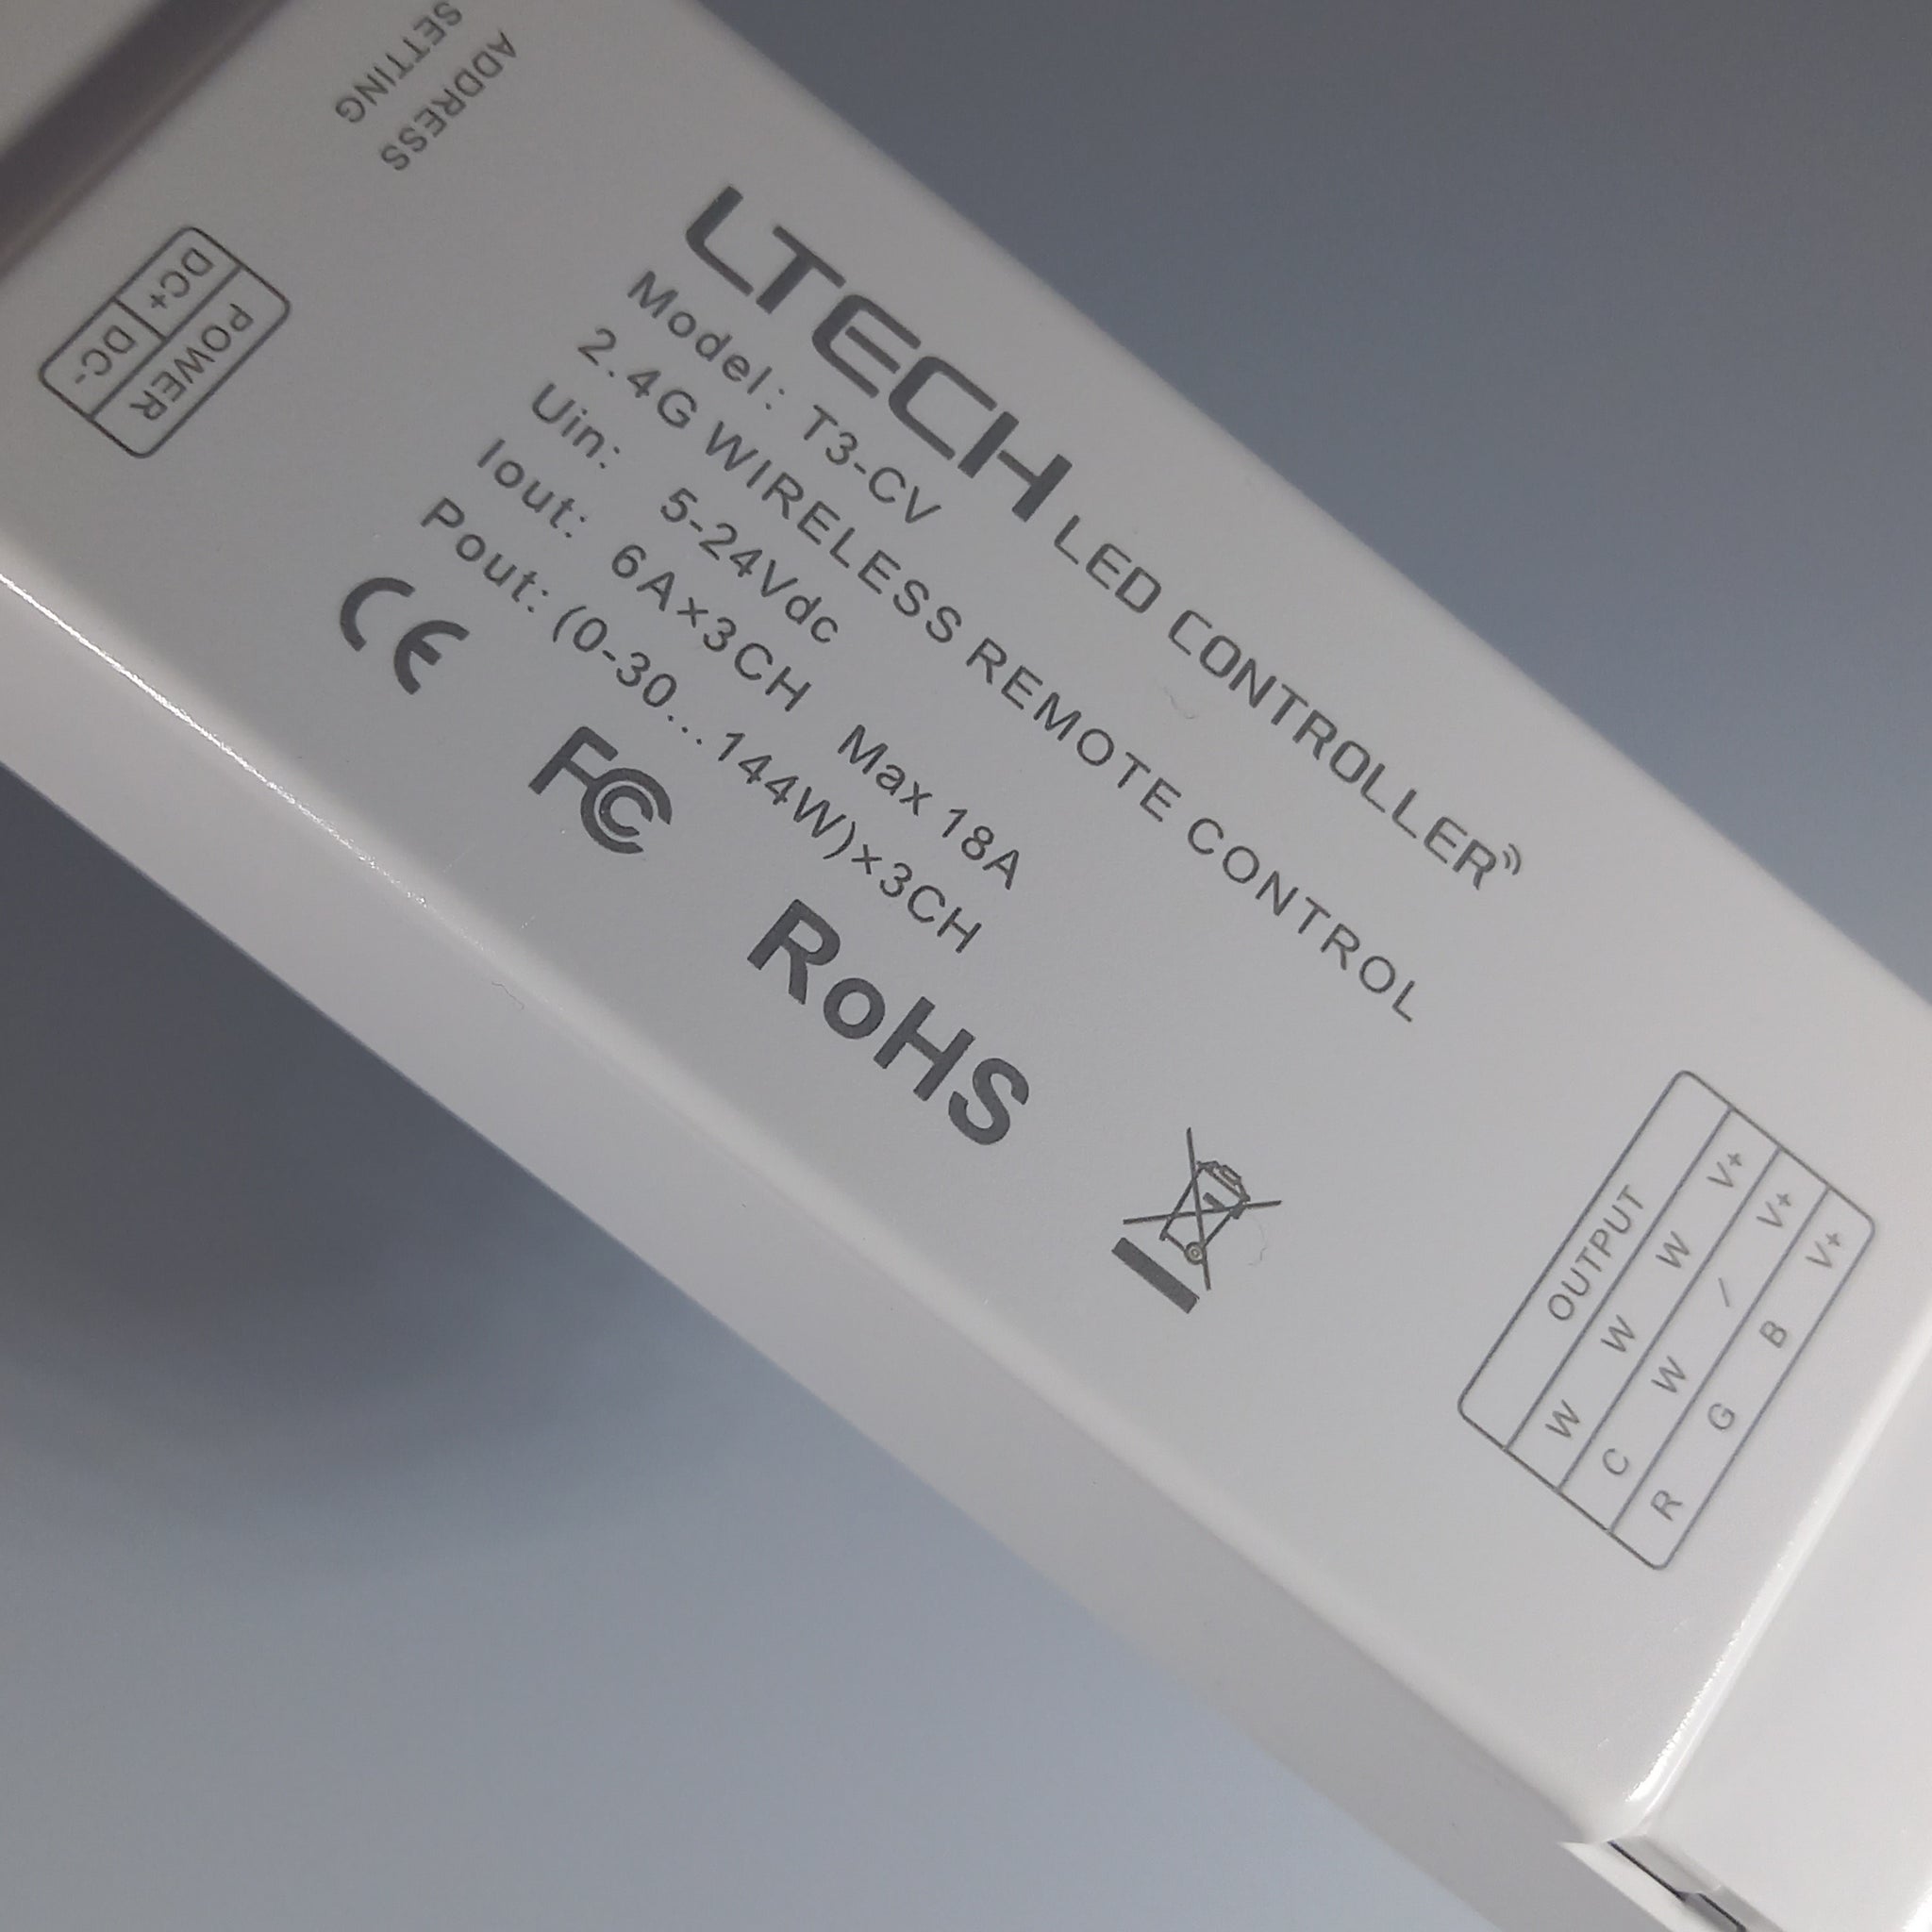 ADDRESS
SETTING
POWER
DC+ DC-
LTECH LED CONTROLLER
Model: T3-CV
2.4G WIRELESS REMOTE CONTROL
Uin: 5-24Vdc
Iout: 6A×3CH Max 18A
Pout: (0-30...144W)×3CH
CE FC RoHS
OUTPUT
W W W V+
C W / V+
R G B V+